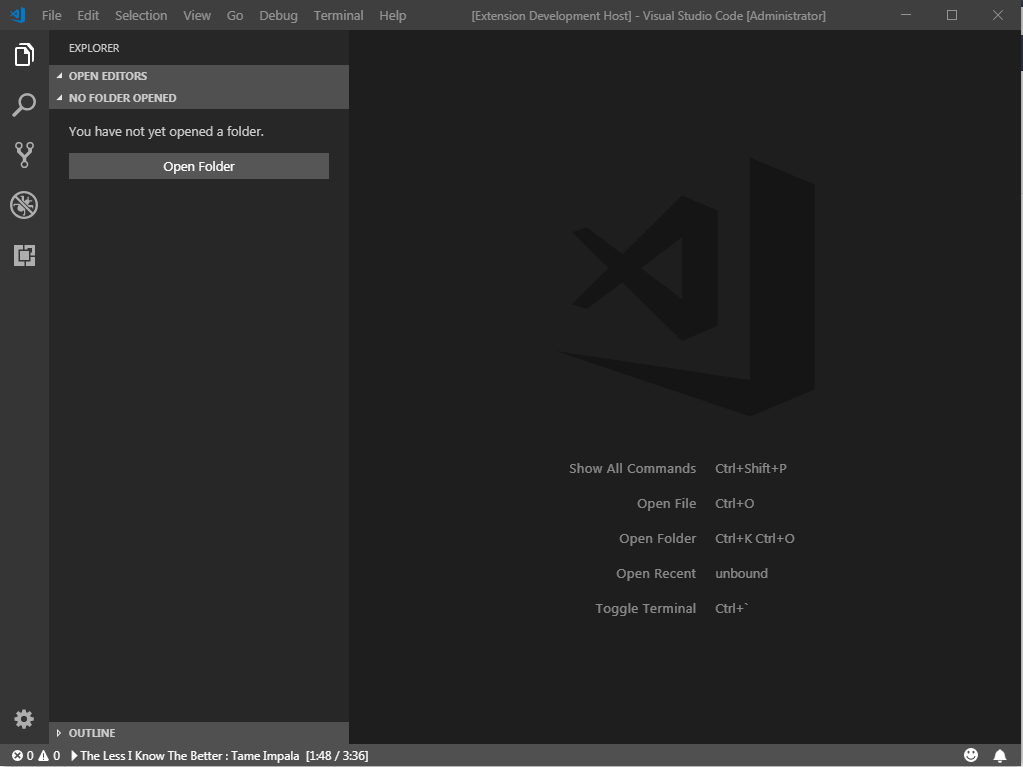 File Edit Selection View Go Debug Terminal Help [Extension Development Host] - Visual Studio Code [Administrator]
EXPLORER
OPEN EDITORS
NO FOLDER OPENED
You have not yet opened a folder.
Open Folder
Show All Commands Ctrl+Shift+P
Open File Ctrl+O
Open Folder Ctrl+K Ctrl+O
Open Recent unbound
Toggle Terminal Ctrl+`
OUTLINE
0 0 The Less I Know The Better : Tame Impala [1:48 / 3:36]